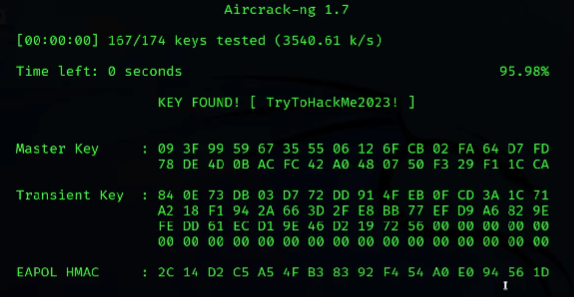 Aircrack-ng 1.7
[00:00:00] 167/174 keys tested (3540.61 k/s)
Time left: 0 seconds 95.98%
KEY FOUND! [ TryToHackMe2023! ]
Master Key : 09 3F 99 59 67 35 55 06 12 6F CB 02 FA 64 D7 FD
78 DE 4D 0B AC FC 42 A0 48 07 50 F3 29 F1 1C CA
Transient Key : 84 0E 73 DB 03 D7 72 DD 91 4F EB 0F CD 3A 1C 71
A2 18 F1 94 2A 66 3D 2F E8 BB 77 EF D9 A6 82 9E
FE DD 61 EC D1 9E 46 D2 19 72 56 00 00 00 00 00
00 00 00 00 00 00 00 00 00 00 00 00 00 00 00 00
EAPOL HMAC : 2C 14 D2 C5 A5 4F B3 83 92 F4 54 A0 E0 94 56 1D